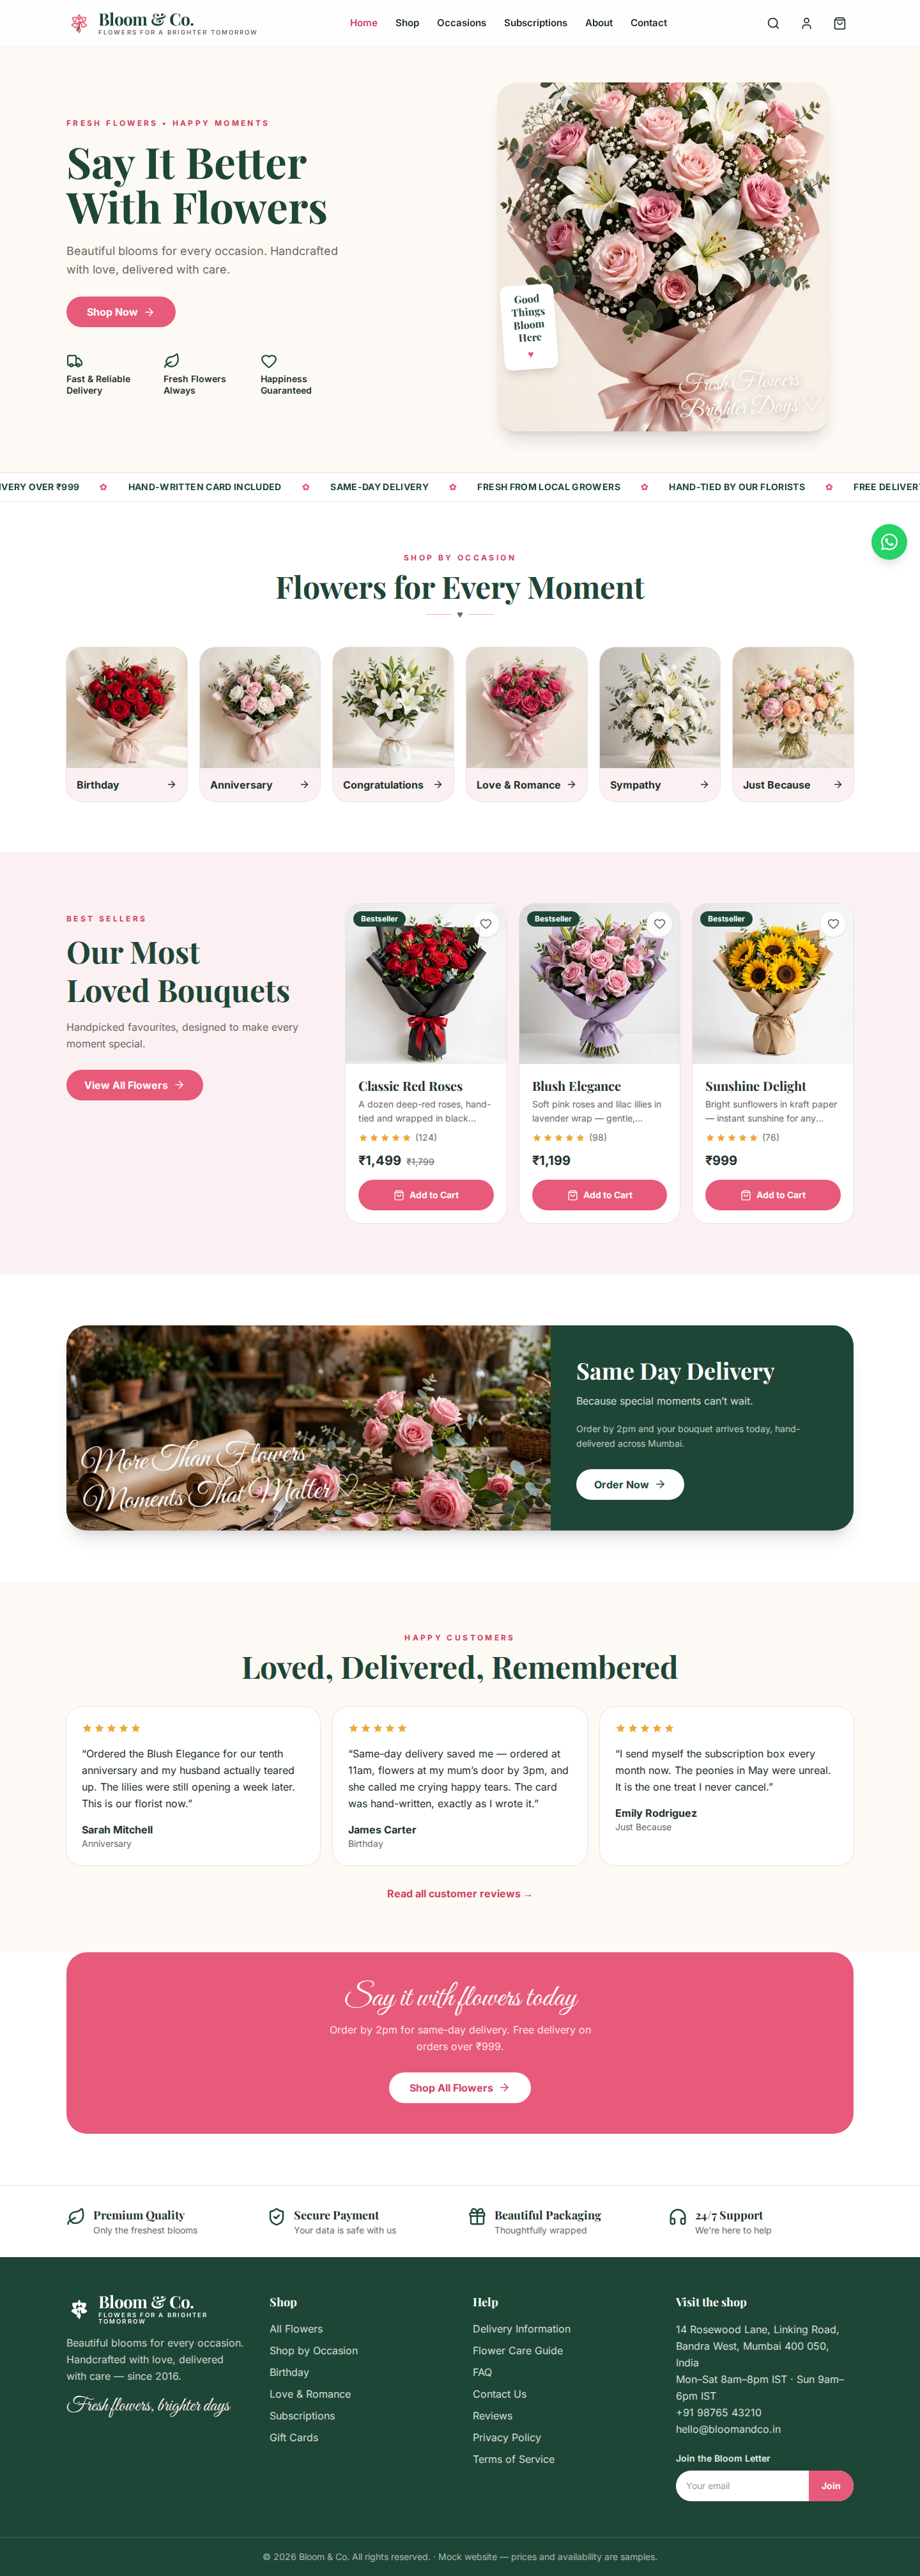 Bloom & Co.
FLOWERS FOR A BRIGHTER TOMORROW
Home
Shop
Occasions
Subscriptions
About
Contact
FRESH FLOWERS • HAPPY MOMENTS
Say It Better
With Flowers
Beautiful blooms for every occasion. Handcrafted
with love, delivered with care.
Shop Now →
Fast & Reliable
Delivery
Fresh Flowers
Always
Happiness
Guaranteed
Good
Things
Bloom
Here
♥
Fresh Flowers
Brighter Days ♡
IVERY OVER ₹999 ✿ HAND-WRITTEN CARD INCLUDED ✿ SAME-DAY DELIVERY ✿ FRESH FROM LOCAL GROWERS ✿ HAND-TIED BY OUR FLORISTS ✿ FREE DELIVER
SHOP BY OCCASION
Flowers for Every Moment
♥
Birthday →
Anniversary →
Congratulations →
Love & Romance →
Sympathy →
Just Because →
BEST SELLERS
Our Most
Loved Bouquets
Handpicked favourites, designed to make every
moment special.
View All Flowers →
Bestseller
Classic Red Roses
A dozen deep-red roses, hand-
tied and wrapped in black...
★★★★★ (124)
₹1,499 ₹1,799
Add to Cart
Bestseller
Blush Elegance
Soft pink roses and lilac lilies in
lavender wrap — gentle,...
★★★★★ (98)
₹1,199
Add to Cart
Bestseller
Sunshine Delight
Bright sunflowers in kraft paper
— instant sunshine for any...
★★★★★ (76)
₹999
Add to Cart
More Than Flowers
Moments That Matter ♡
Same Day Delivery
Because special moments can't wait.
Order by 2pm and your bouquet arrives today, hand-
delivered across Mumbai.
Order Now →
HAPPY CUSTOMERS
Loved, Delivered, Remembered
★★★★★
“Ordered the Blush Elegance for our tenth
anniversary and my husband actually teared
up. The lilies were still opening a week later.
This is our florist now.”
Sarah Mitchell
Anniversary
★★★★★
“Same-day delivery saved me — ordered at
11am, flowers at my mum’s door by 3pm, and
she called me crying happy tears. The card
was hand-written, exactly as I wrote it.”
James Carter
Birthday
★★★★★
“I send myself the subscription box every
month now. The peonies in May were unreal.
It is the one treat I never cancel.”
Emily Rodriguez
Just Because
Read all customer reviews →
Say it with flowers today
Order by 2pm for same-day delivery. Free delivery on
orders over ₹999.
Shop All Flowers →
Premium Quality
Only the freshest blooms
Secure Payment
Your data is safe with us
Beautiful Packaging
Thoughtfully wrapped
24/7 Support
We're here to help
Bloom & Co.
FLOWERS FOR A BRIGHTER
TOMORROW
Beautiful blooms for every occasion.
Handcrafted with love, delivered
with care — since 2016.
Fresh flowers, brighter days
Shop
All Flowers
Shop by Occasion
Birthday
Love & Romance
Subscriptions
Gift Cards
Help
Delivery Information
Flower Care Guide
FAQ
Contact Us
Reviews
Privacy Policy
Terms of Service
Visit the shop
14 Rosewood Lane, Linking Road,
Bandra West, Mumbai 400 050,
India
Mon–Sat 8am–8pm IST · Sun 9am–
6pm IST
+91 98765 43210
hello@bloomandco.in
Join the Bloom Letter
Your email
Join
© 2026 Bloom & Co. All rights reserved. · Mock website — prices and availability are samples.